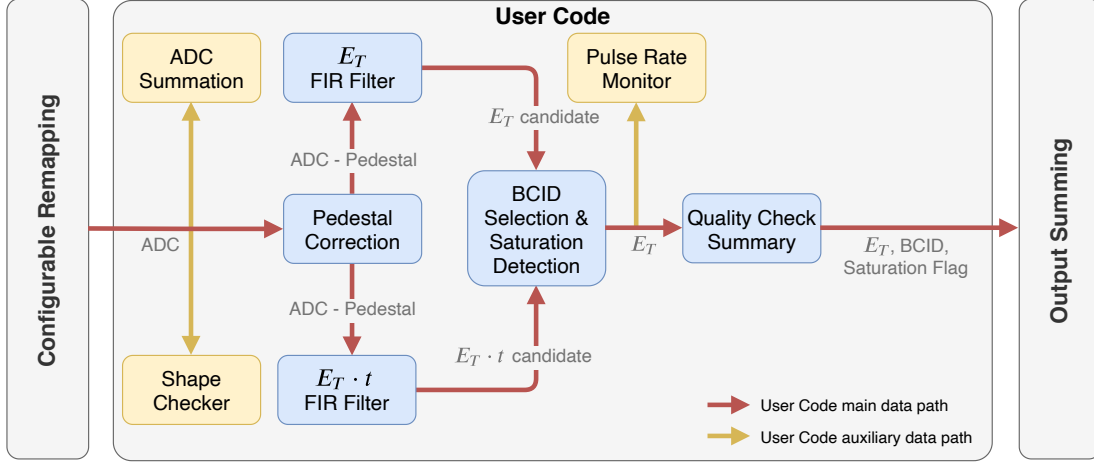 User Code
Configurable Remapping
ADC
Summation
E_T
FIR Filter
Pulse Rate
Monitor
E_T candidate
ADC - Pedestal
Pedestal
Correction
ADC
BCID
Selection &
Saturation
Detection
E_T
Quality Check
Summary
E_T, BCID,
Saturation Flag
ADC - Pedestal
E_T · t candidate
Shape
Checker
E_T · t
FIR Filter
User Code main data path
User Code auxiliary data path
Output Summing